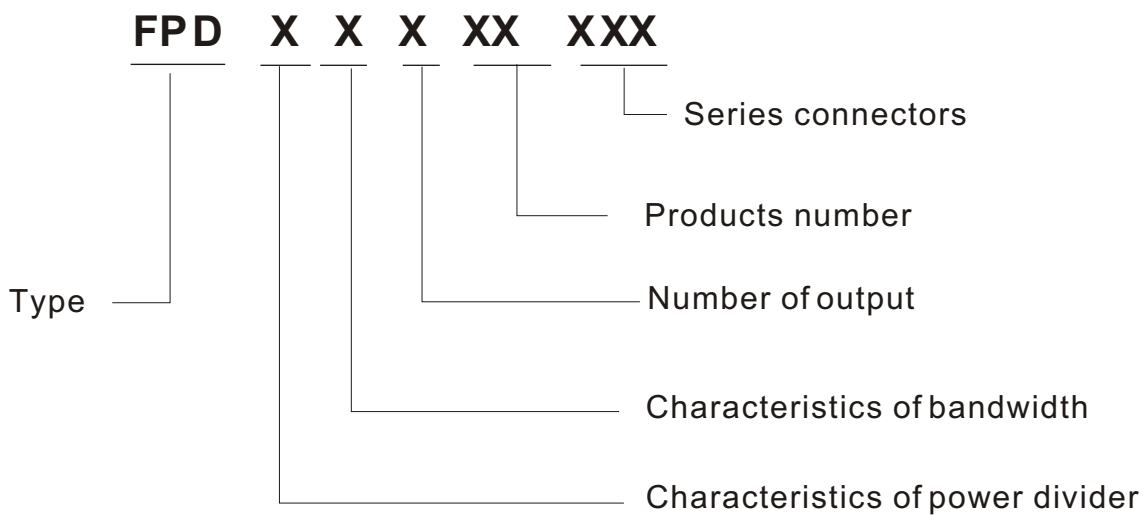 FPD X X X XX XXX
Series connectors
Products number
Type
Number of output
Characteristics of bandwidth
Characteristics of power divider